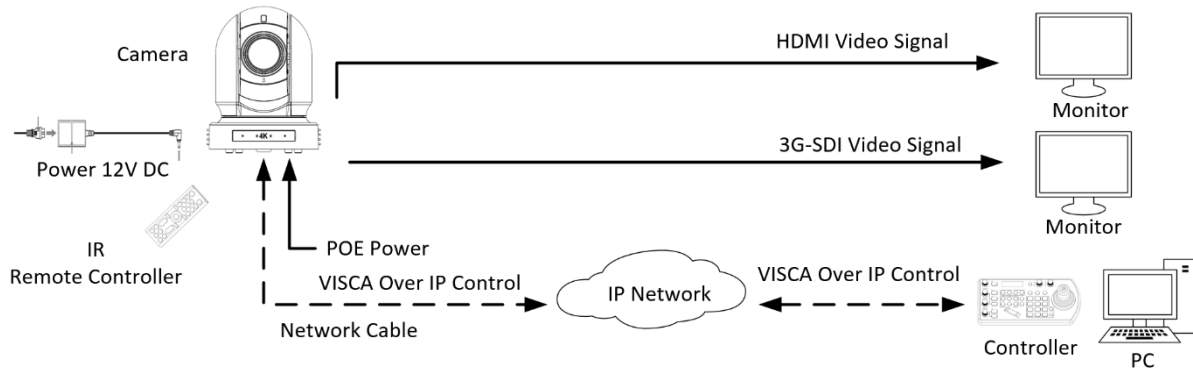 Camera
HDMI Video Signal
Monitor
4K
Power 12V DC
3G-SDI Video Signal
Monitor
IR
Remote Controller
POE Power
VISCA Over IP Control
Network Cable
IP Network
VISCA Over IP Control
Controller
PC